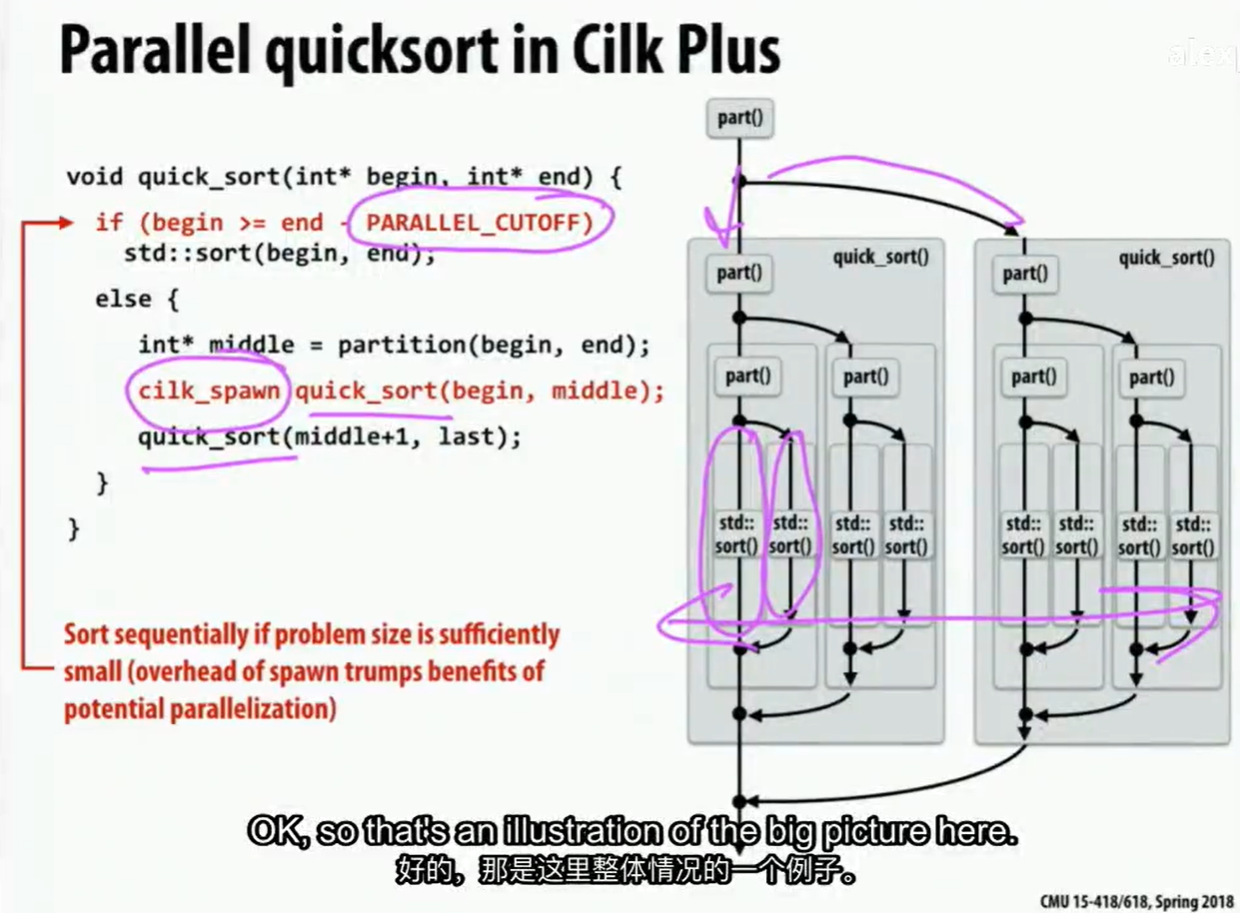 Parallel quicksort in Cilk Plus
void quick_sort(int* begin, int* end) {
if (begin >= end - PARALLEL_CUTOFF)
std::sort(begin, end);
else {
int* middle = partition(begin, end);
cilk_spawn quick_sort(begin, middle);
quick_sort(middle+1, last);
}
}
Sort sequentially if problem size is sufficiently
small (overhead of spawn trumps benefits of
potential parallelization)
part()
part()
quick_sort()
part()
quick_sort()
part()
part()
part()
part()
std:: std:: std:: std:: std:: std:: std:: std::
sort() sort() sort() sort() sort() sort() sort() sort()
OK, so that's an illustration of the big picture here.
好的，那是这里整体情况的一个例子。
CMU 15-418/618, Spring 2018